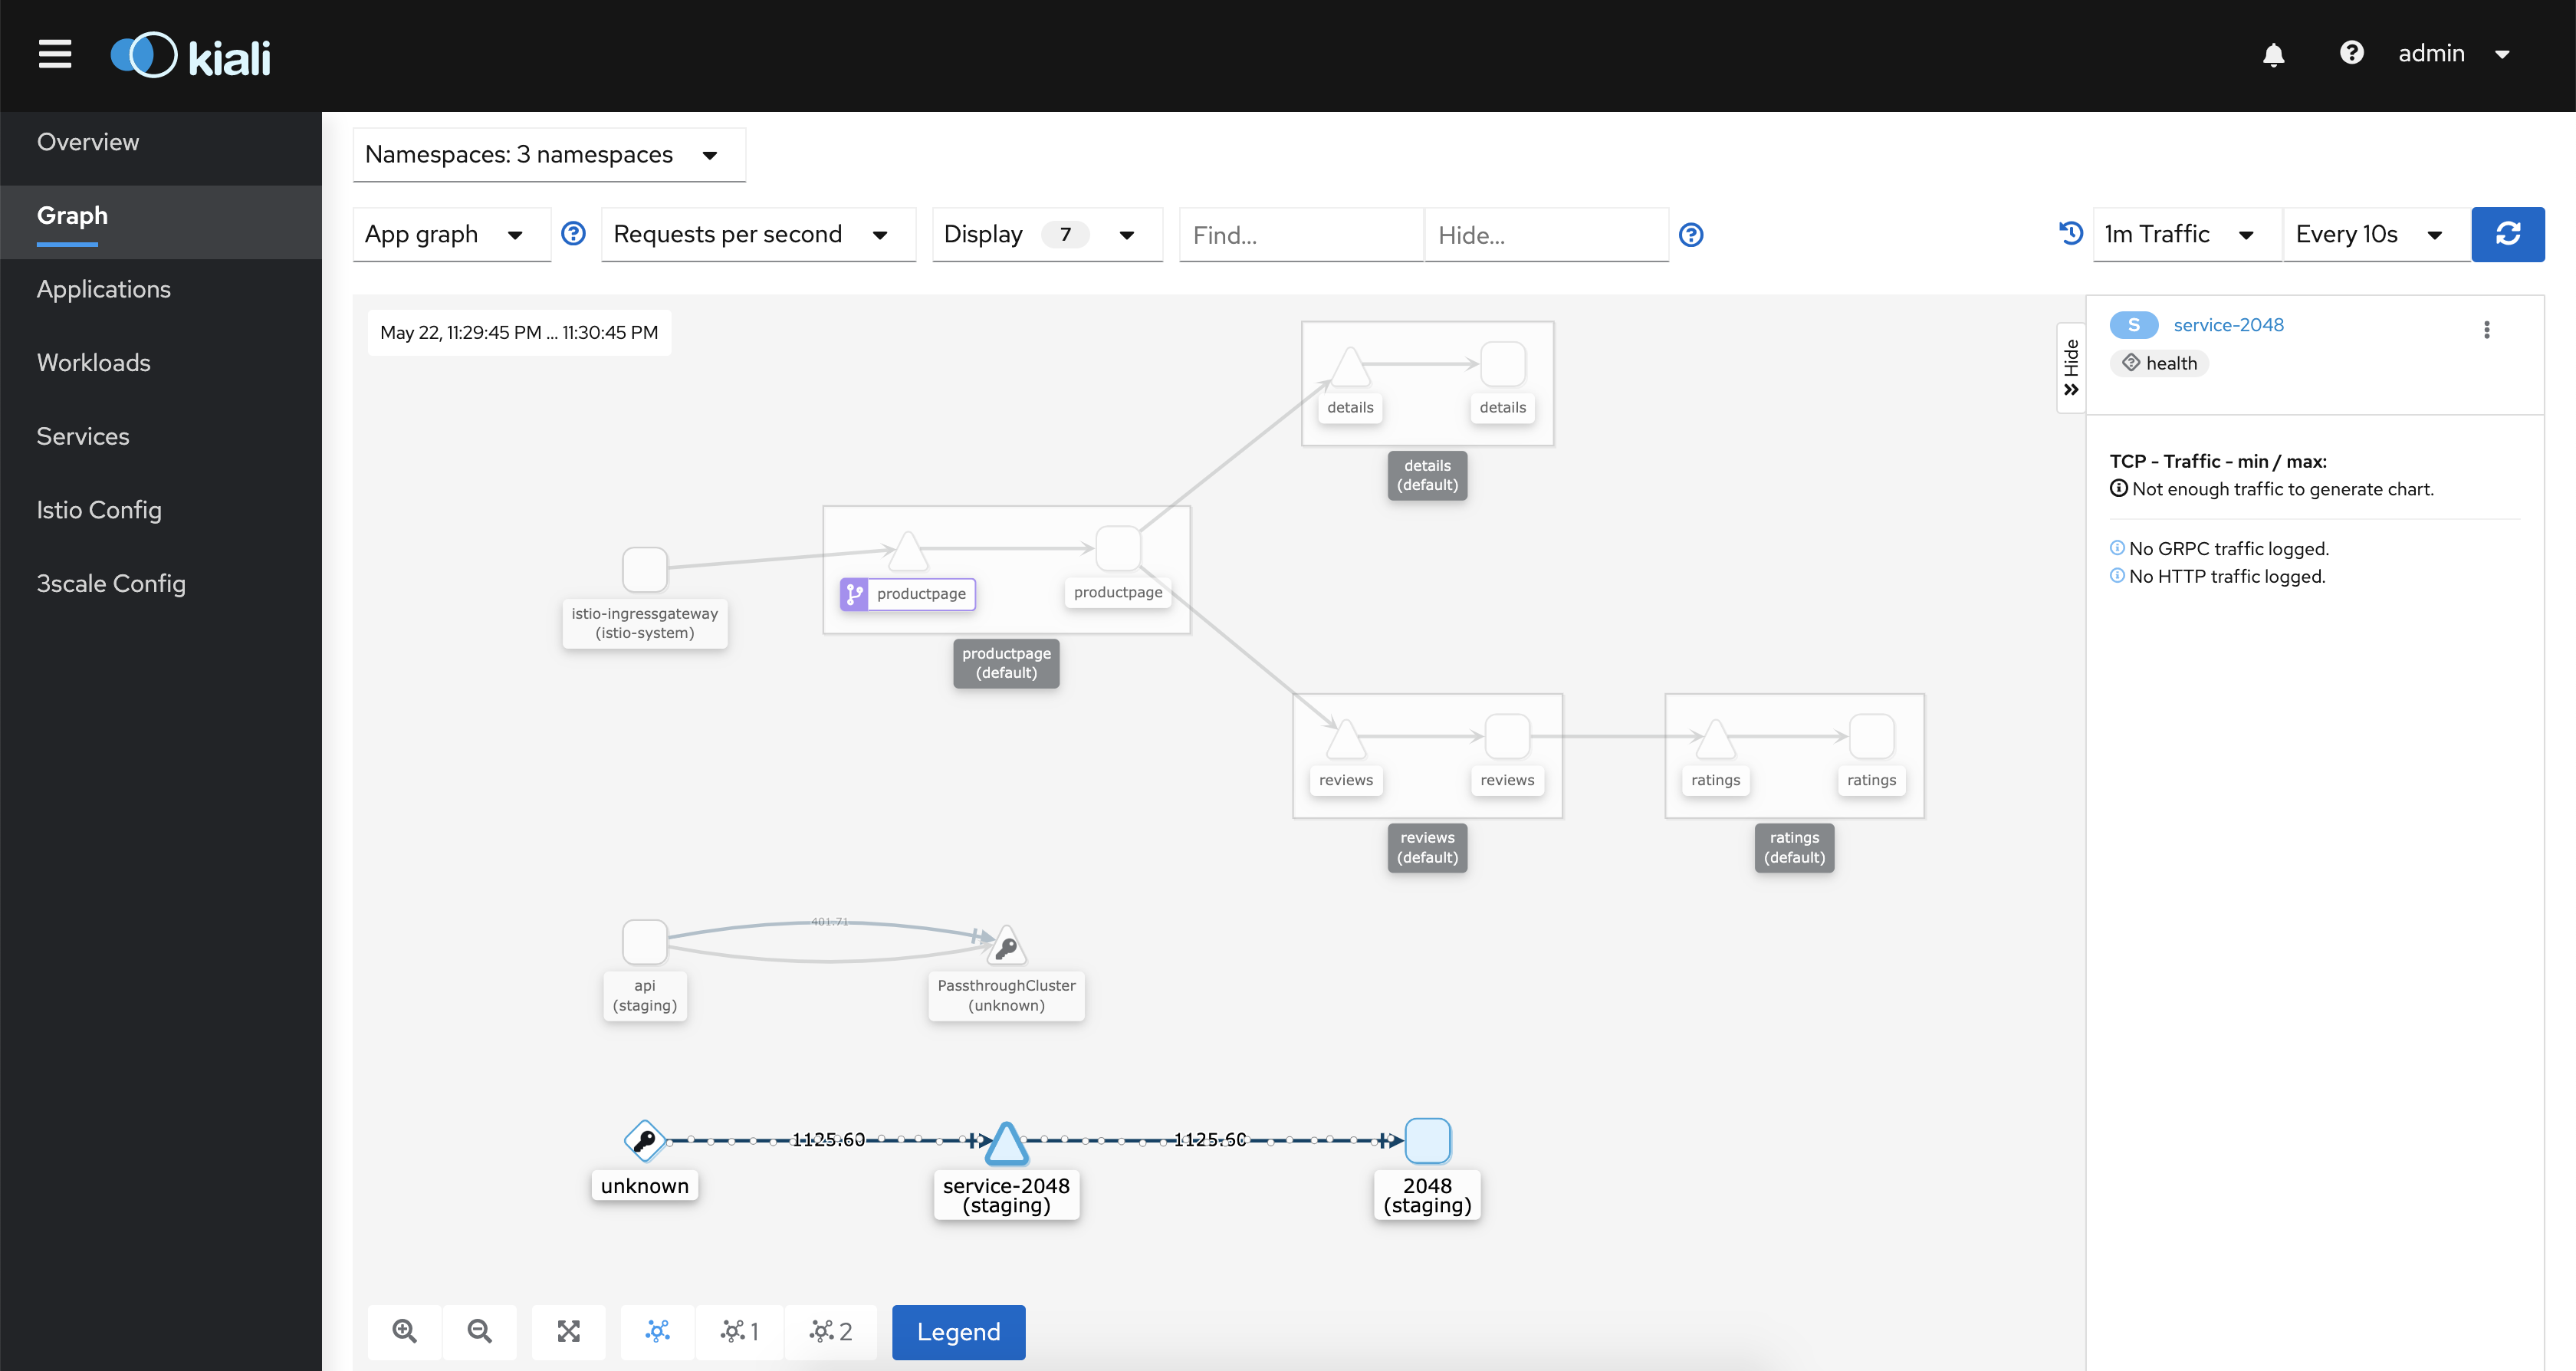 kiali
admin
Overview
Graph
Applications
Workloads
Services
Istio Config
3scale Config
Namespaces: 3 namespaces
App graph
Requests per second
Display 7
Find...
Hide...
1m Traffic
Every 10s
May 22, 11:29:45 PM ... 11:30:45 PM
details
details
details
(default)
productpage
productpage
istio-ingressgateway
(istio-system)
productpage
(default)
reviews
reviews
ratings
ratings
reviews
(default)
ratings
(default)
401.71
api
(staging)
PassthroughCluster
(unknown)
1125.60
1125.60
unknown
service-2048
(staging)
2048
(staging)
1
2
Legend
Hide
S service-2048
health
TCP - Traffic - min / max:
Not enough traffic to generate chart.
No GRPC traffic logged.
No HTTP traffic logged.